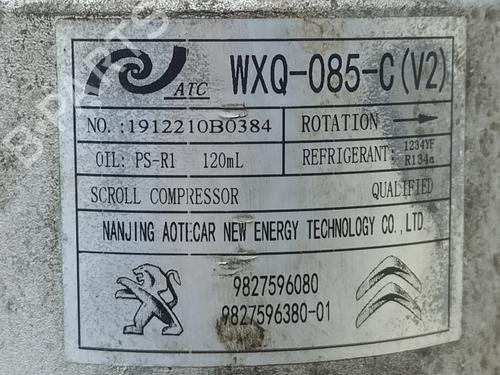 ATC
WXQ-085-C(V2)
NO.:1912210B0384
ROTATION
OIL: PS-R1 120mL
REFRIGERANT: 1234YF
R134a
SCROLL COMPRESSOR QUALIFIED
NANJING AOTECAR NEW ENERGY TECHNOLOGY CO.,LTD.
9827596080
9827596380-01
B-PARTS